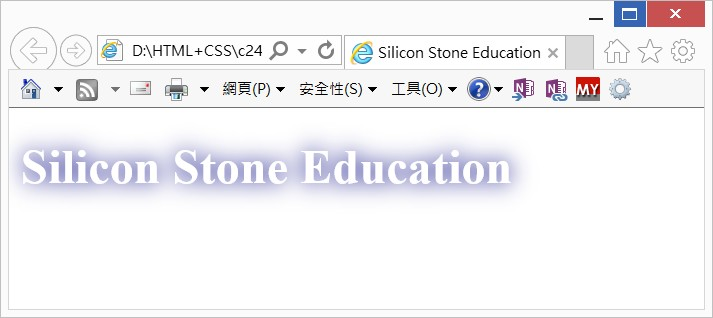 D:\HTML+CSS\c24
Silicon Stone Education
網頁(P) 安全性(S) 工具(O) MY
Silicon Stone Education